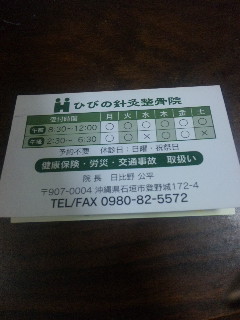 ひびの針灸整骨院
受付時間 月 火 水 木 金 土
午前 8:30～12:00 ○ ○ ○ ○ ○ ○
午後 2:30～6:30 ○ ○ × ○ ○ ×
予約不要 休診日：日曜・祝祭日
健康保険・労災・交通事故 取扱い
院長 日比野 公平
〒907-0004 沖縄県石垣市登野城172-4
TEL/FAX 0980-82-5572